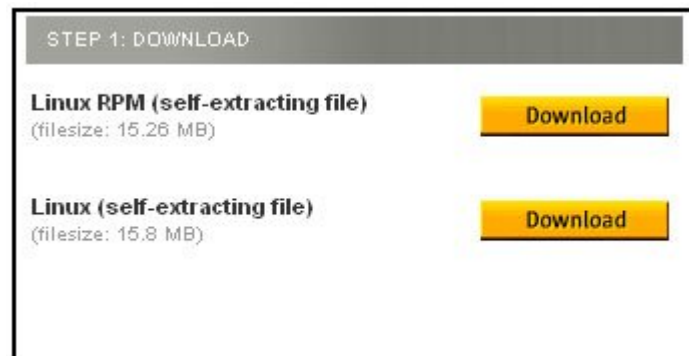 STEP 1: DOWNLOAD
Linux RPM (self-extracting file)
Download
(filesize: 15.26 MB)
Linux (self-extracting file)
Download
(filesize: 15.8 MB)